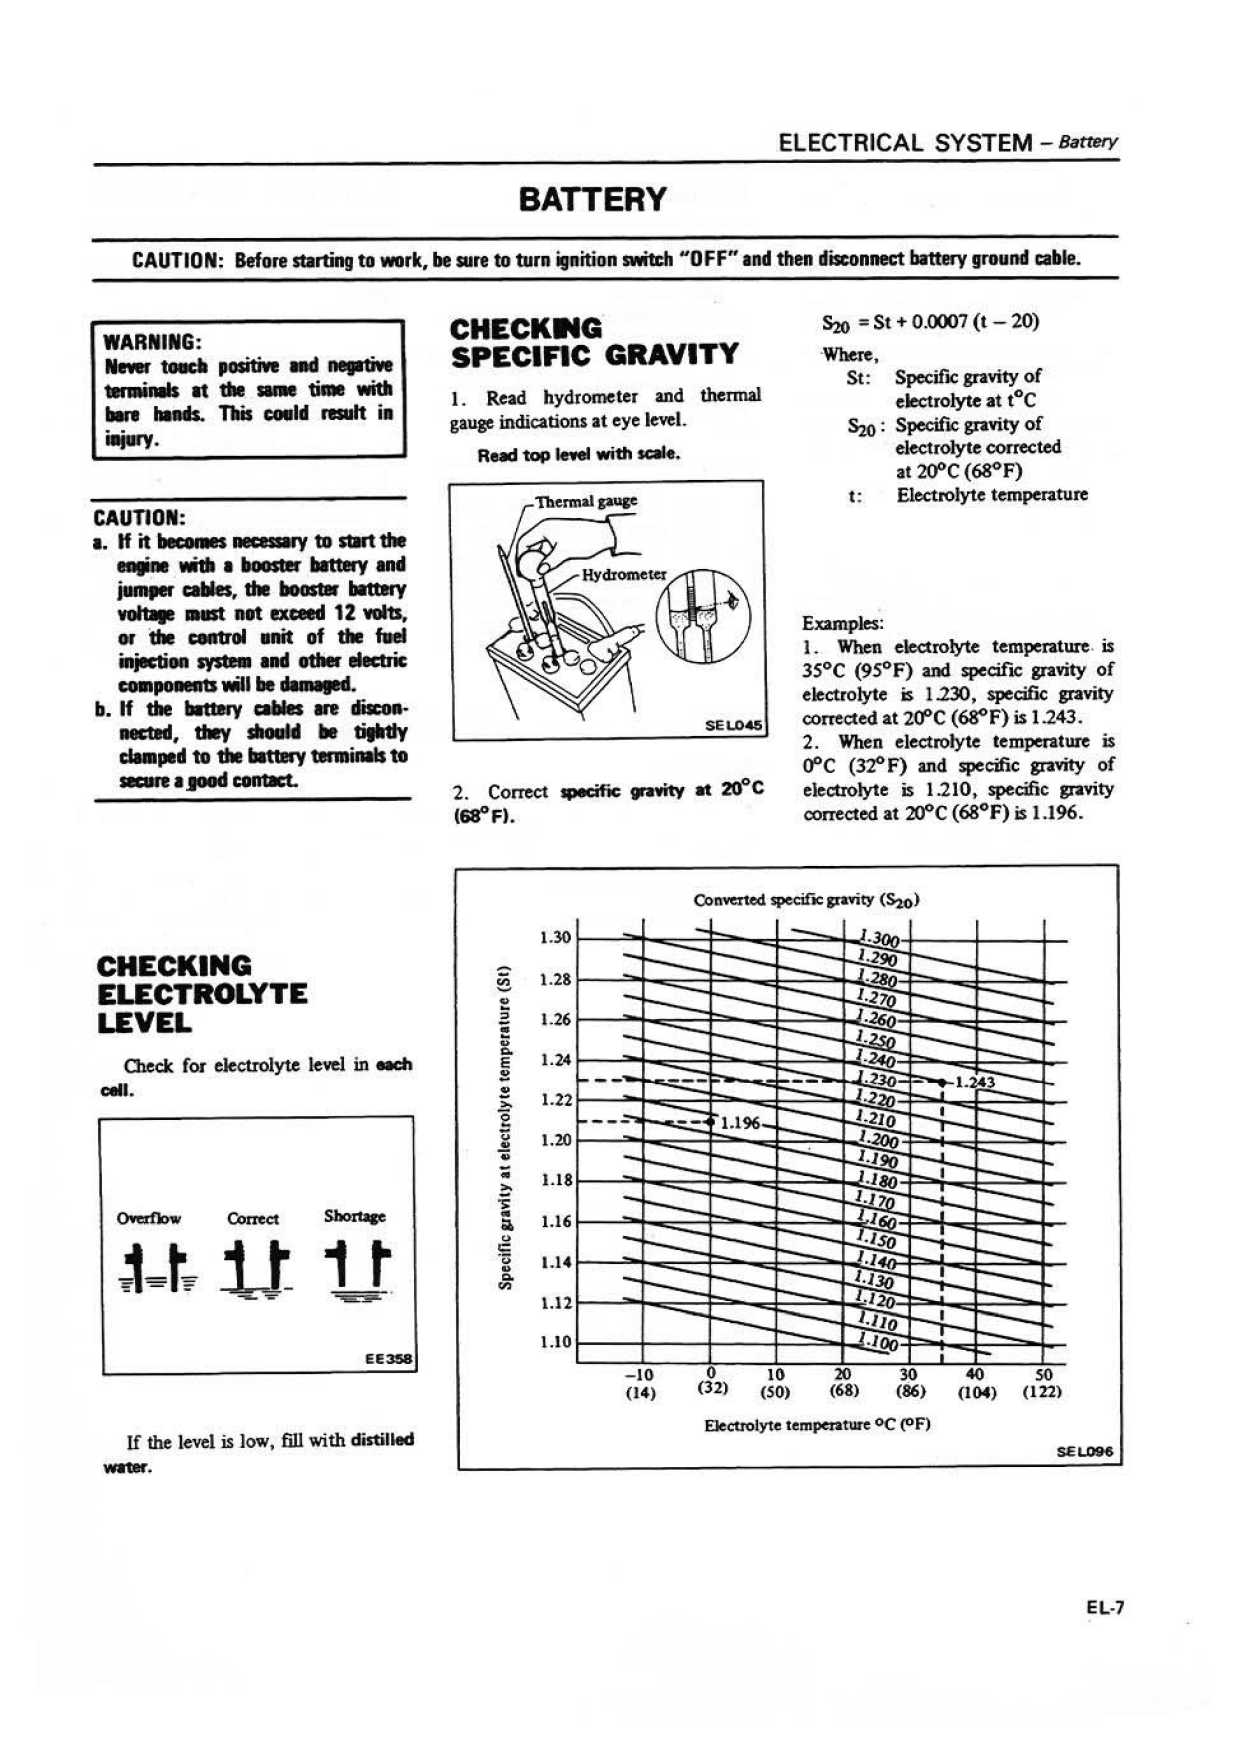 ELECTRICAL SYSTEM – Battery
BATTERY
CAUTION: Before starting to work, be sure to turn ignition switch "OFF" and then disconnect battery ground cable.
WARNING:
Never touch positive and negative
terminals at the same time with
bare hands. This could result in
injury.
CAUTION:
a. If it becomes necessary to start the
engine with a booster battery and
jumper cables, the booster battery
voltage must not exceed 12 volts,
or the control unit of the fuel
injection system and other electric
components will be damaged.
b. If the battery cables are discon-
nected, they should be tightly
clamped to the battery terminals to
secure a good contact.
CHECKING
ELECTROLYTE
LEVEL
Check for electrolyte level in each
cell.
Overflow Correct Shortage
EE358
If the level is low, fill with distilled
water.
CHECKING
SPECIFIC GRAVITY
1. Read hydrometer and thermal
gauge indications at eye level.
Read top level with scale.
Thermal gauge
Hydrometer
SEL045
2. Correct specific gravity at 20°C
(68°F).
S20 = St + 0.0007 (t – 20)
Where,
St: Specific gravity of
electrolyte at t°C
S20 : Specific gravity of
electrolyte corrected
at 20°C (68°F)
t: Electrolyte temperature
Examples:
1. When electrolyte temperature is
35°C (95°F) and specific gravity of
electrolyte is 1.230, specific gravity
corrected at 20°C (68°F) is 1.243.
2. When electrolyte temperature is
0°C (32°F) and specific gravity of
electrolyte is 1.210, specific gravity
corrected at 20°C (68°F) is 1.196.
Converted specific gravity (S20)
Specific gravity at electrolyte temperature (St)
1.30
1.28
1.26
1.24
1.22
1.20
1.18
1.16
1.14
1.12
1.10
1.300
1.290
1.280
1.270
1.260
1.250
1.240
1.230
1.220
1.210
1.200
1.190
1.180
1.170
1.160
1.150
1.140
1.130
1.120
1.110
1.100
1.243
1.196
–10 0 10 20 30 40 50
(14) (32) (50) (68) (86) (104) (122)
Electrolyte temperature °C (°F)
SEL096
EL-7